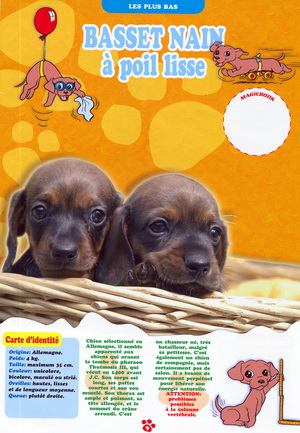 LES PLUS BAS
BASSET NAIN
à poil lisse
MAGICBOOK
Carte d'identité
Origine: Allemagne.
Poids: 4 kg.
Taille: maximum 35 cm.
Couleur: unicolore,
bicolore, maculé ou strié.
Oreilles: hautes, lisses
et de longueur moyenne.
Queue: plutôt droite.
Chien sélectionné en
Allemagne, il semble
apparenté aux
chiens qui ornent
la tombe du pharaon
Thutmosis III, qui
vécut en 1400 avant
J.C. Son corps est
long, ses pattes
courtes et son cou
musclé. Son thorax est
ample et puissant, sa
tête allongée, et le
sommet du crâne
arrondi. C'est
un chasseur né, très
batailleur, malgré
sa petitesse. C'est
également un chien
de compagnie, mais
certainement pas de
salon. Il a besoin de
mouvement perpétuel
pour libérer son
énergie naturelle.
ATTENTION:
problèmes
possibles
à la colonne
vertébrale.